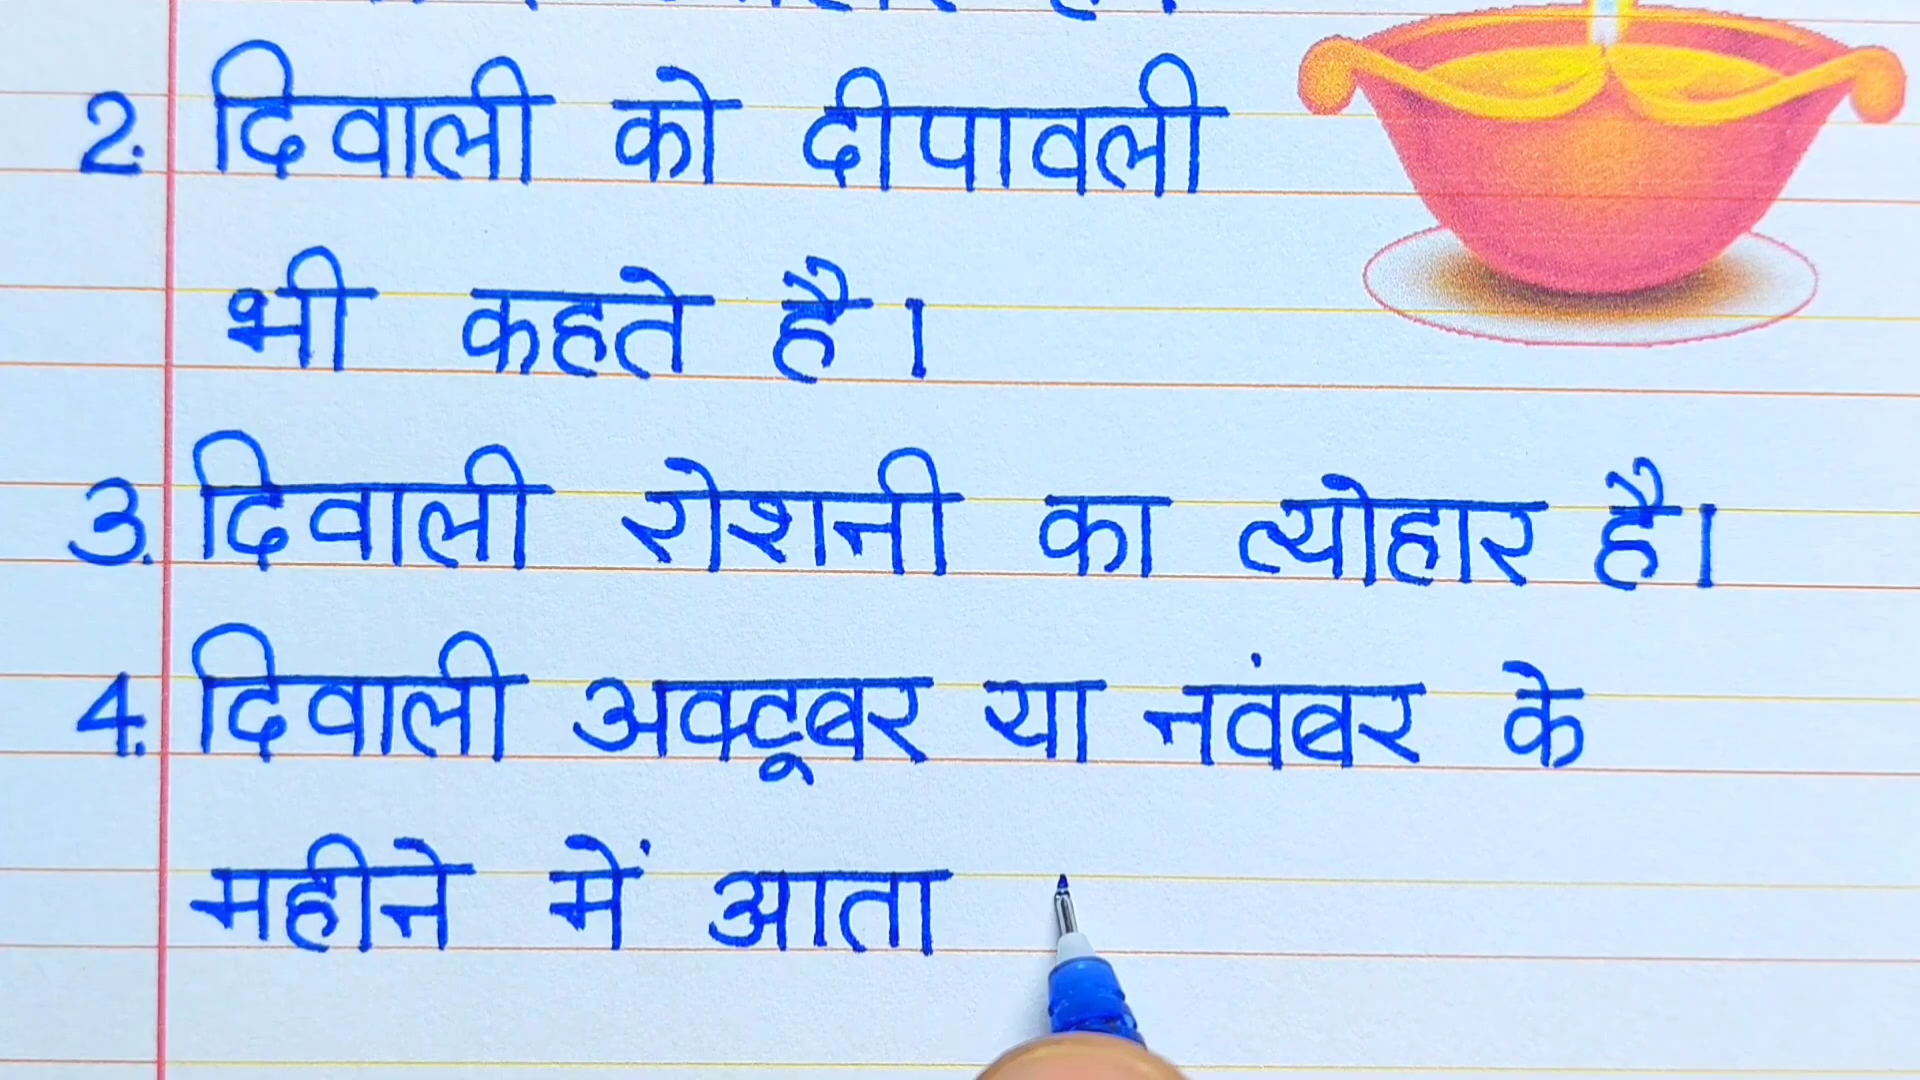 2. दिवाली को दीपावली
भी कहते है।
3. दिवाली रोशनी का त्योहार है।
4. दिवाली अक्टूबर या नवंबर के
महीने में आता